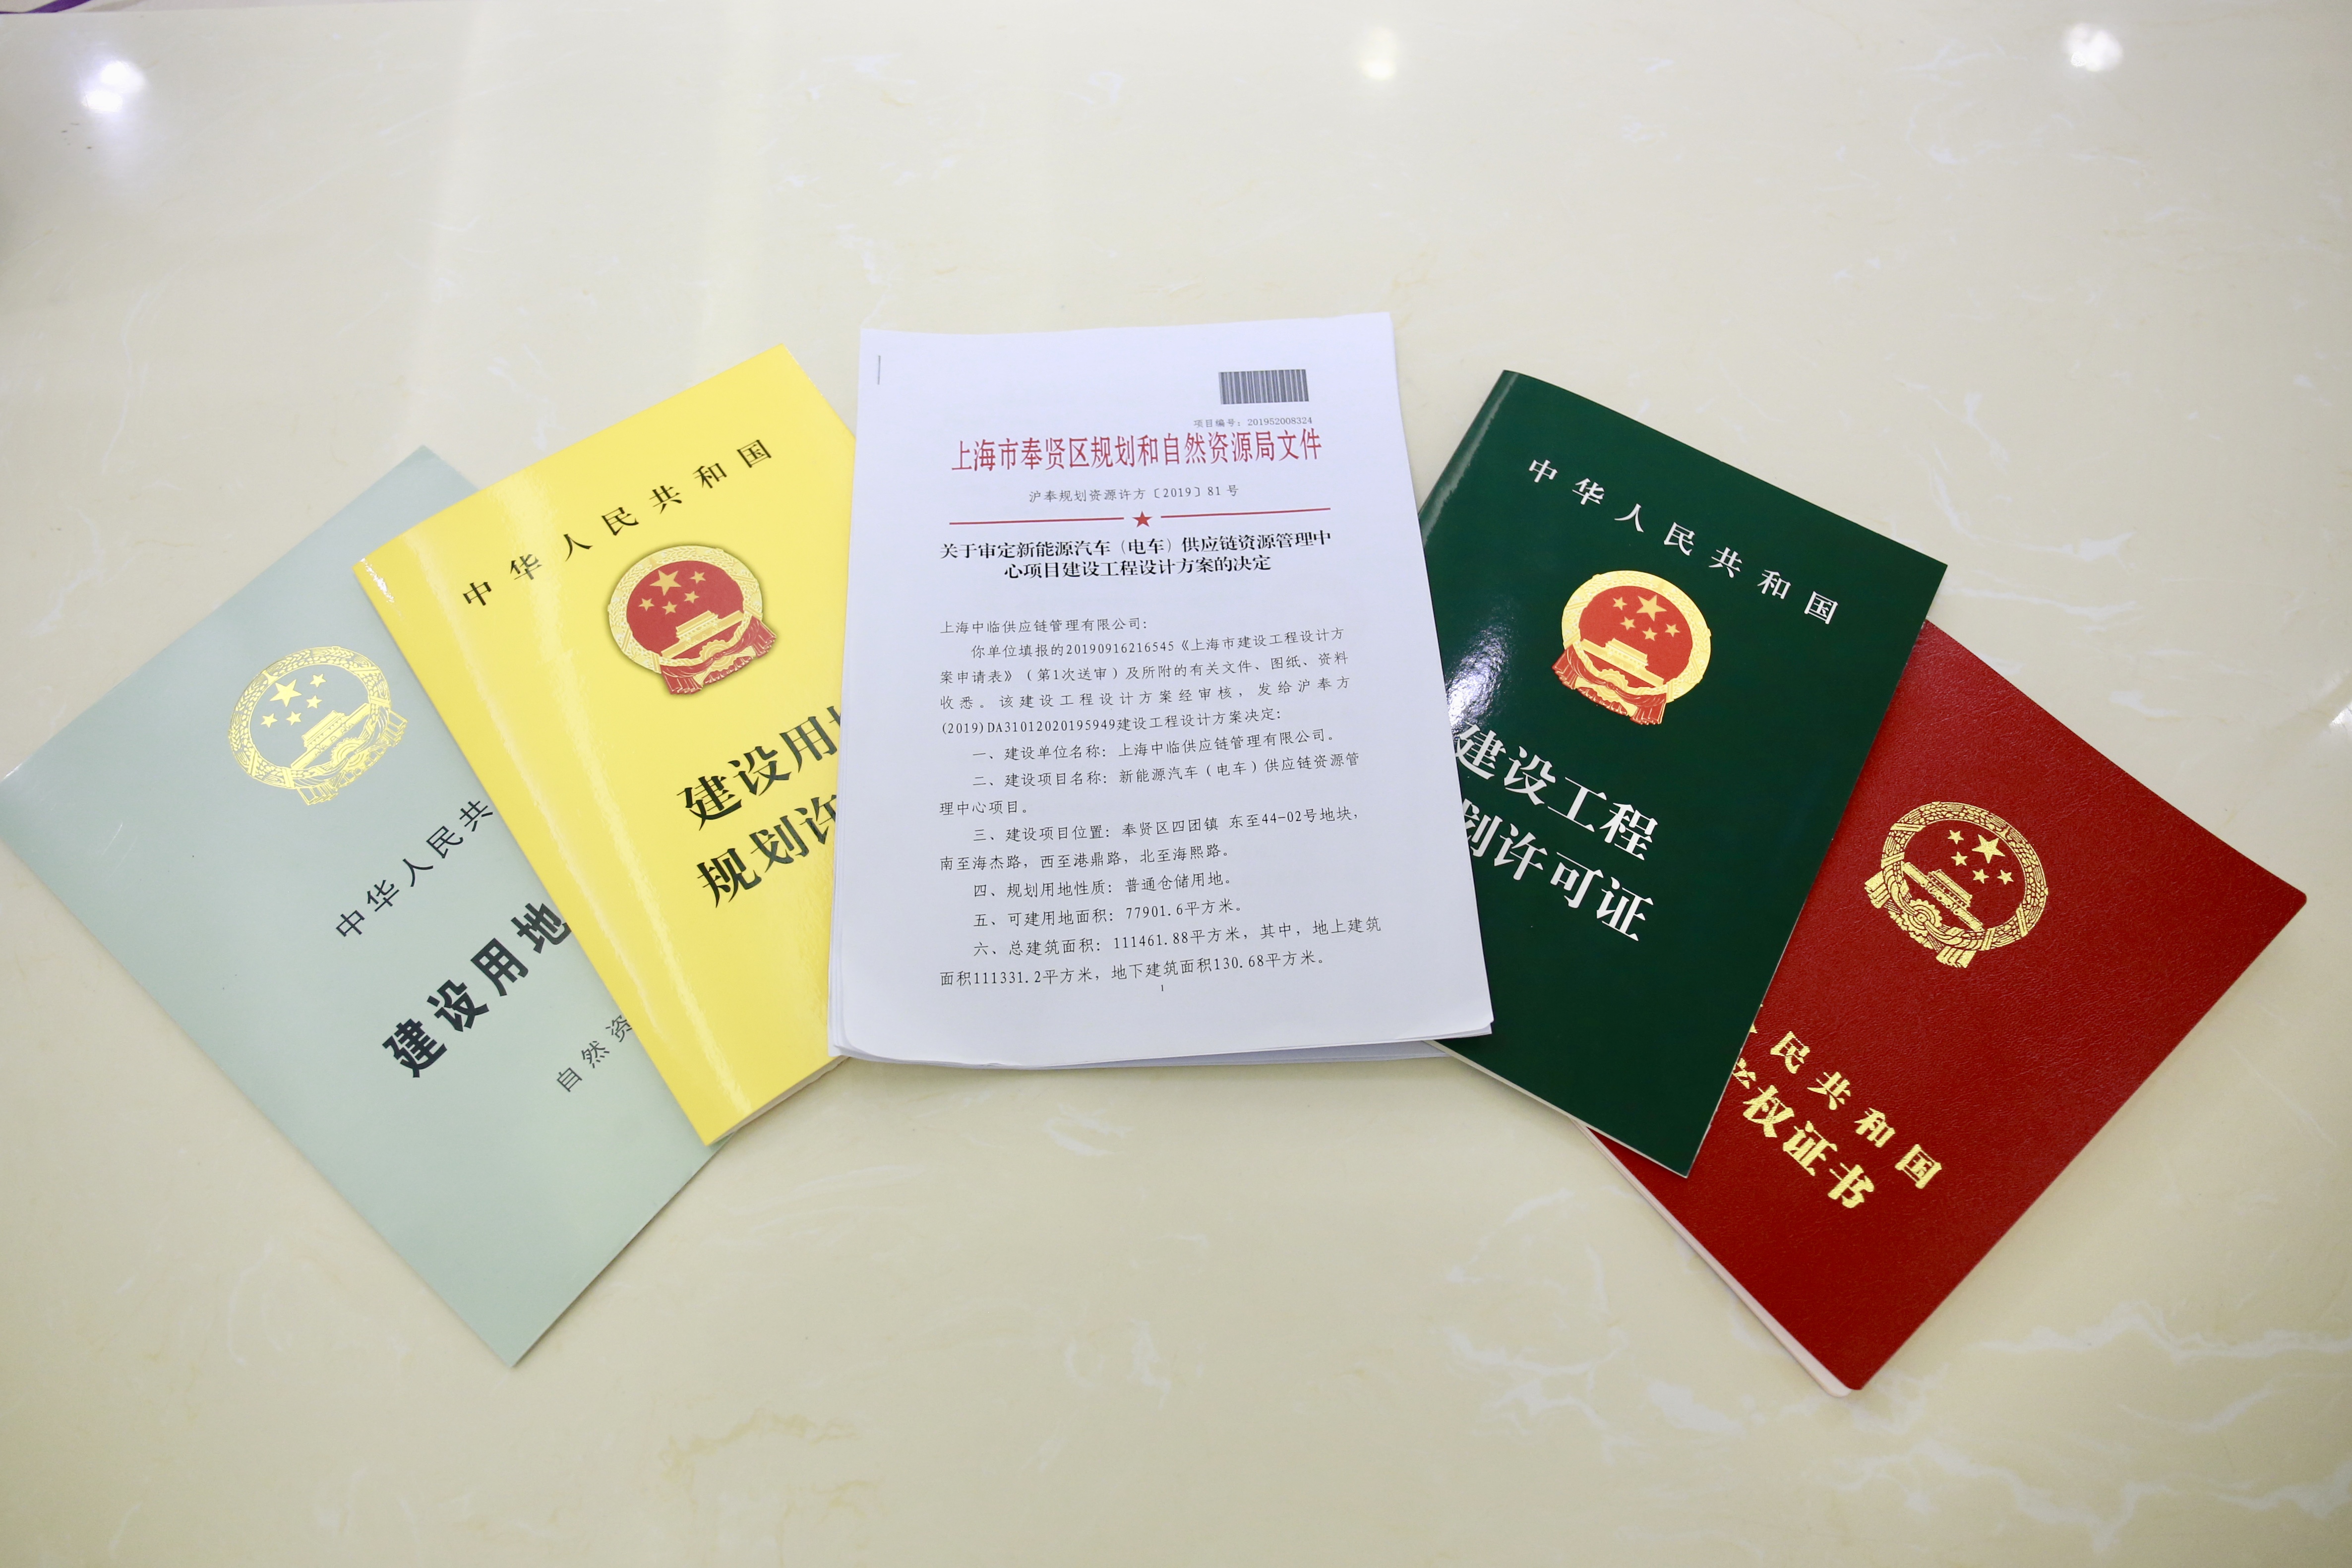 中华人民共
建设用地
自然资
中华人民共和国
建设用地
规划许
项目编号：201952008324
上海市奉贤区规划和自然资源局文件
沪奉规划资源许方〔2019〕81号
关于审定新能源汽车（电车）供应链资源管理中
心项目建设工程设计方案的决定
上海中临供应链管理有限公司：
你单位填报的20190916216545《上海市建设工程设计方
案申请表》（第1次送审）及所附的有关文件、图纸、资料
收悉。该建设工程设计方案经审核，发给沪奉方
(2019)DA31012020195949建设工程设计方案决定：
一、建设单位名称：上海中临供应链管理有限公司。
二、建设项目名称：新能源汽车（电车）供应链资源管
理中心项目。
三、建设项目位置：奉贤区四团镇 东至44-02号地块，
南至海杰路，西至港鼎路，北至海熙路。
四、规划用地性质：普通仓储用地。
五、可建用地面积：77901.6平方米。
六、总建筑面积：111461.88平方米，其中，地上建筑
面积111331.2平方米，地下建筑面积130.68平方米。
1
中华人民共和国
建设工程
划许可证
民共和国
权证书